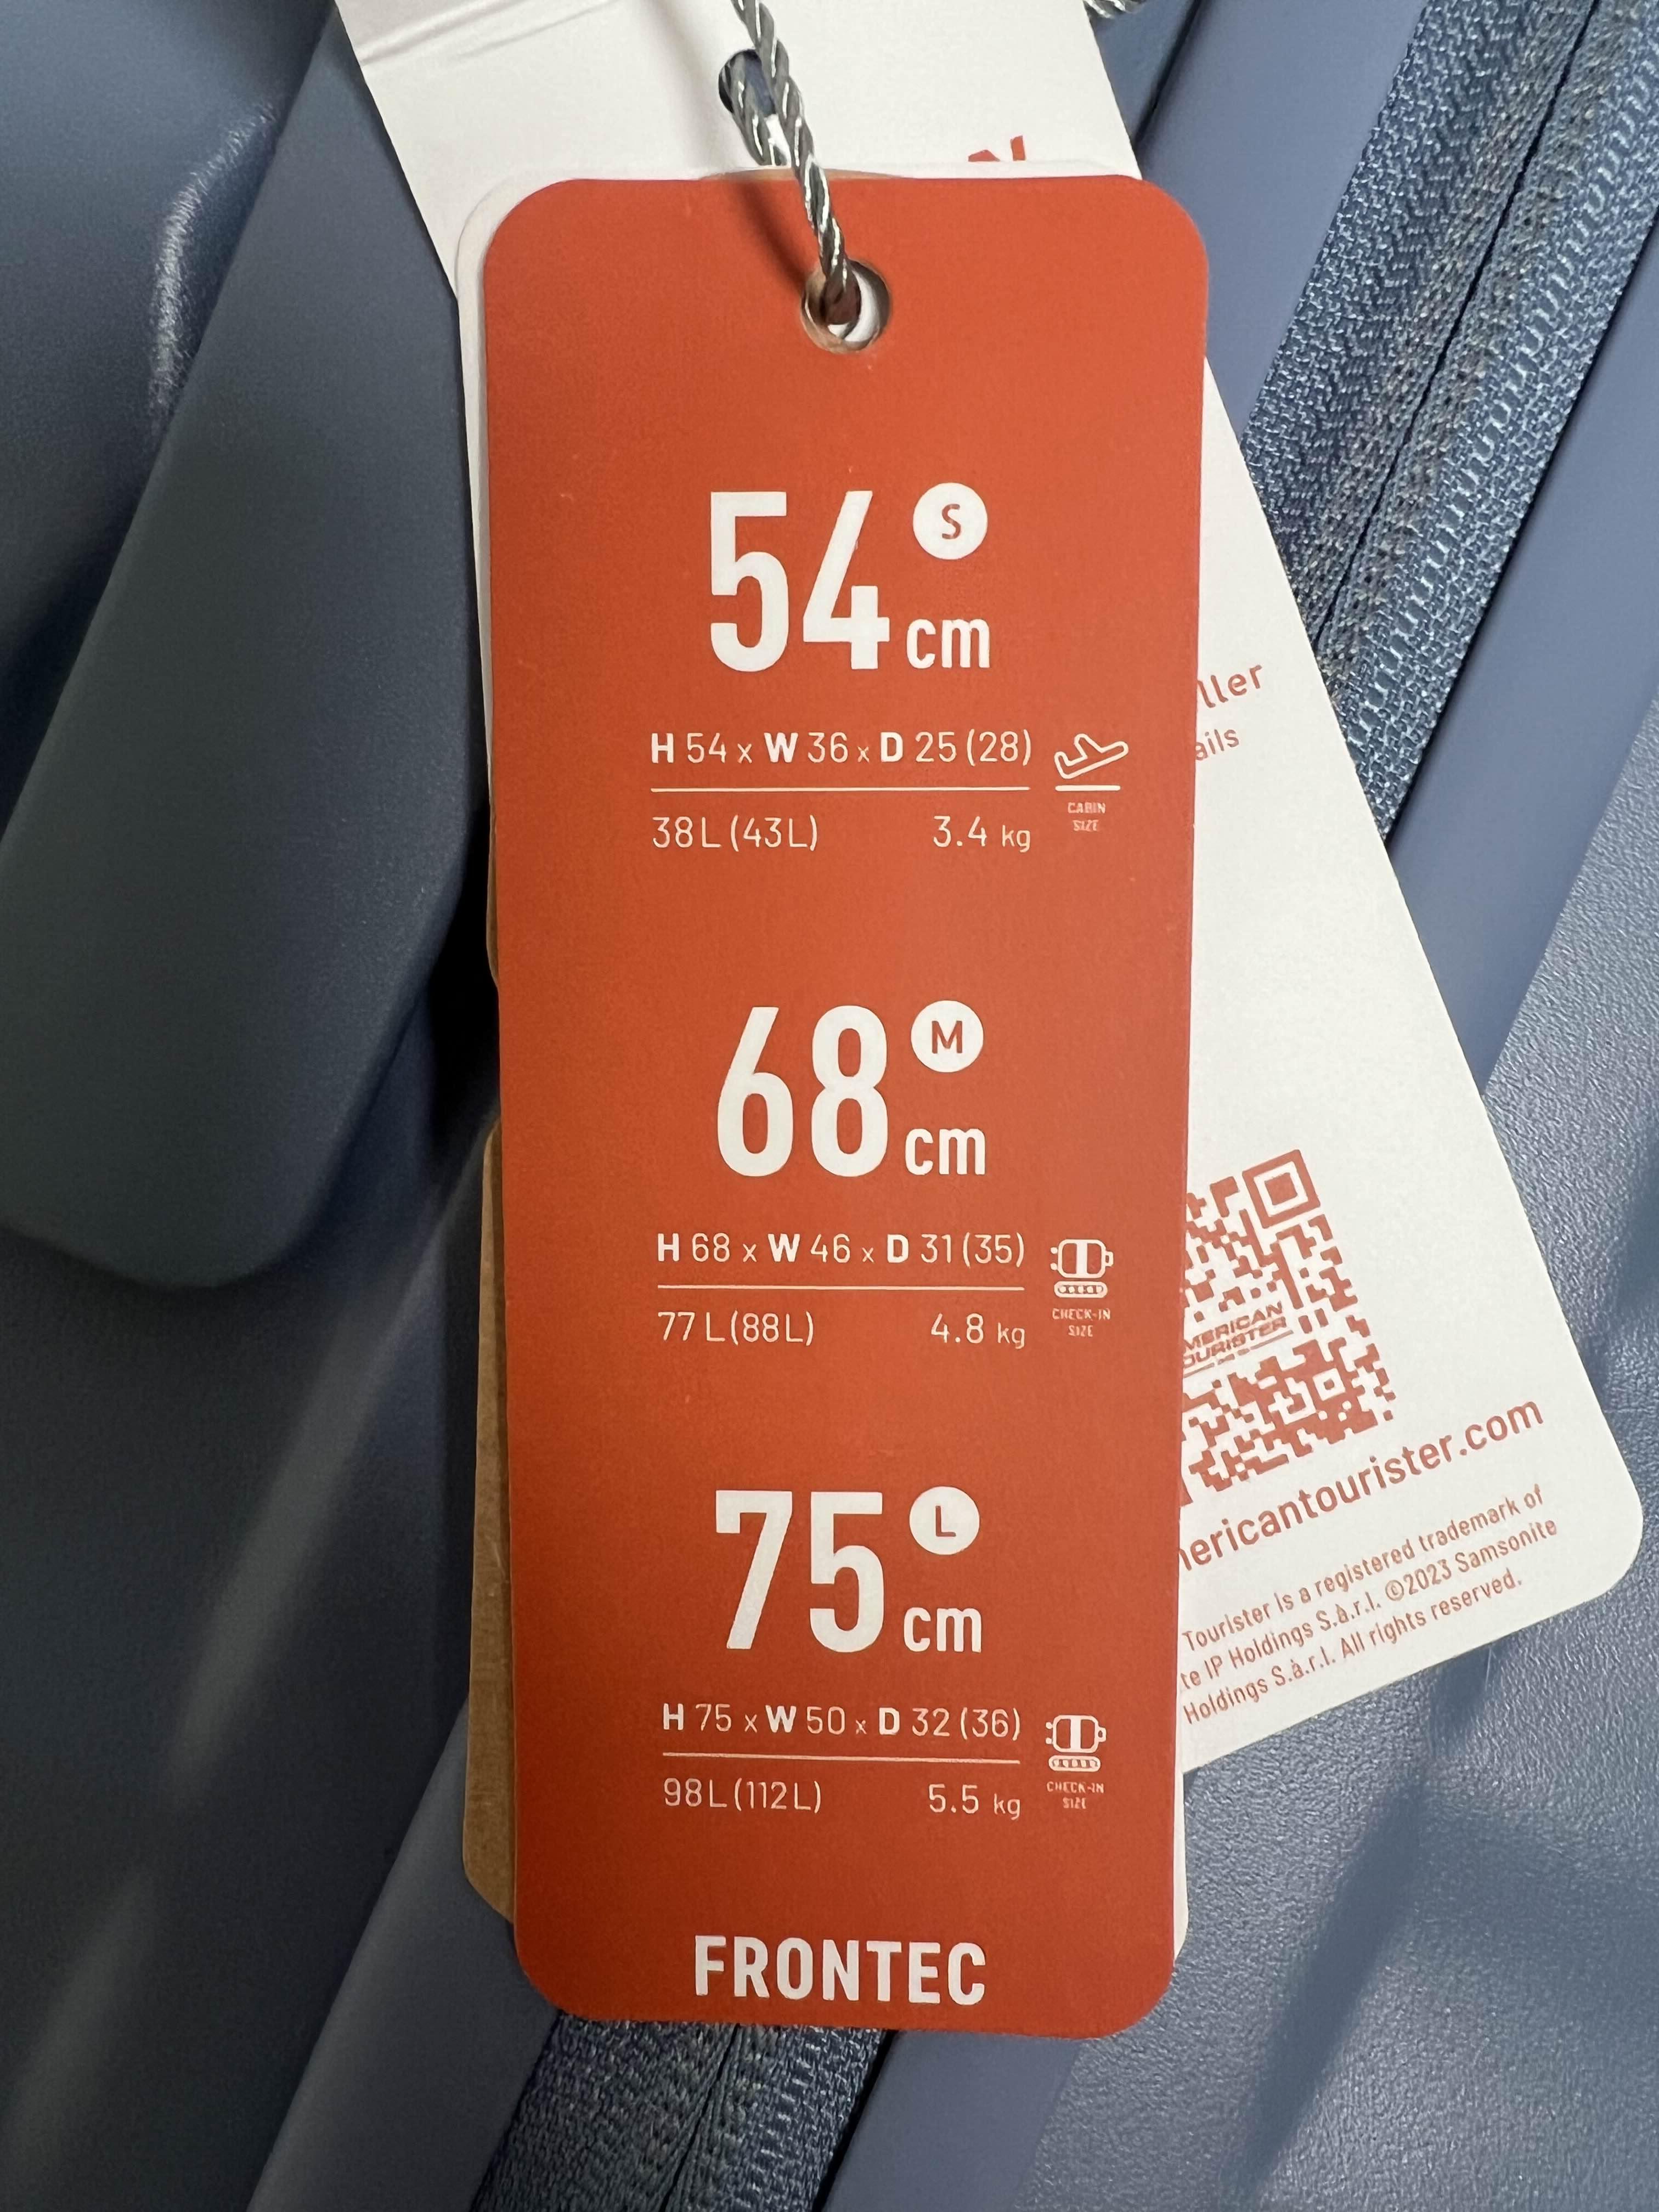 54 S
cm
H 54 x W 36 x D 25 (28)
CABIN
SIZE
38L (43L) 3.4 kg
68 M
cm
H 68 x W 46 x D 31 (35)
CHECK-IN
SIZE
77L (88L) 4.8 kg
75 L
cm
H 75 x W 50 x D 32 (36)
CHECK-IN
SIZE
98L (112L) 5.5 kg
FRONTEC
N
ller
ails
MERICAN
OURISTER
nericantourister.com
Tourister is a registered trademark of
te IP Holdings S.à.r.l. ©2023 Samsonite
Holdings S.à.r.l. All rights reserved.